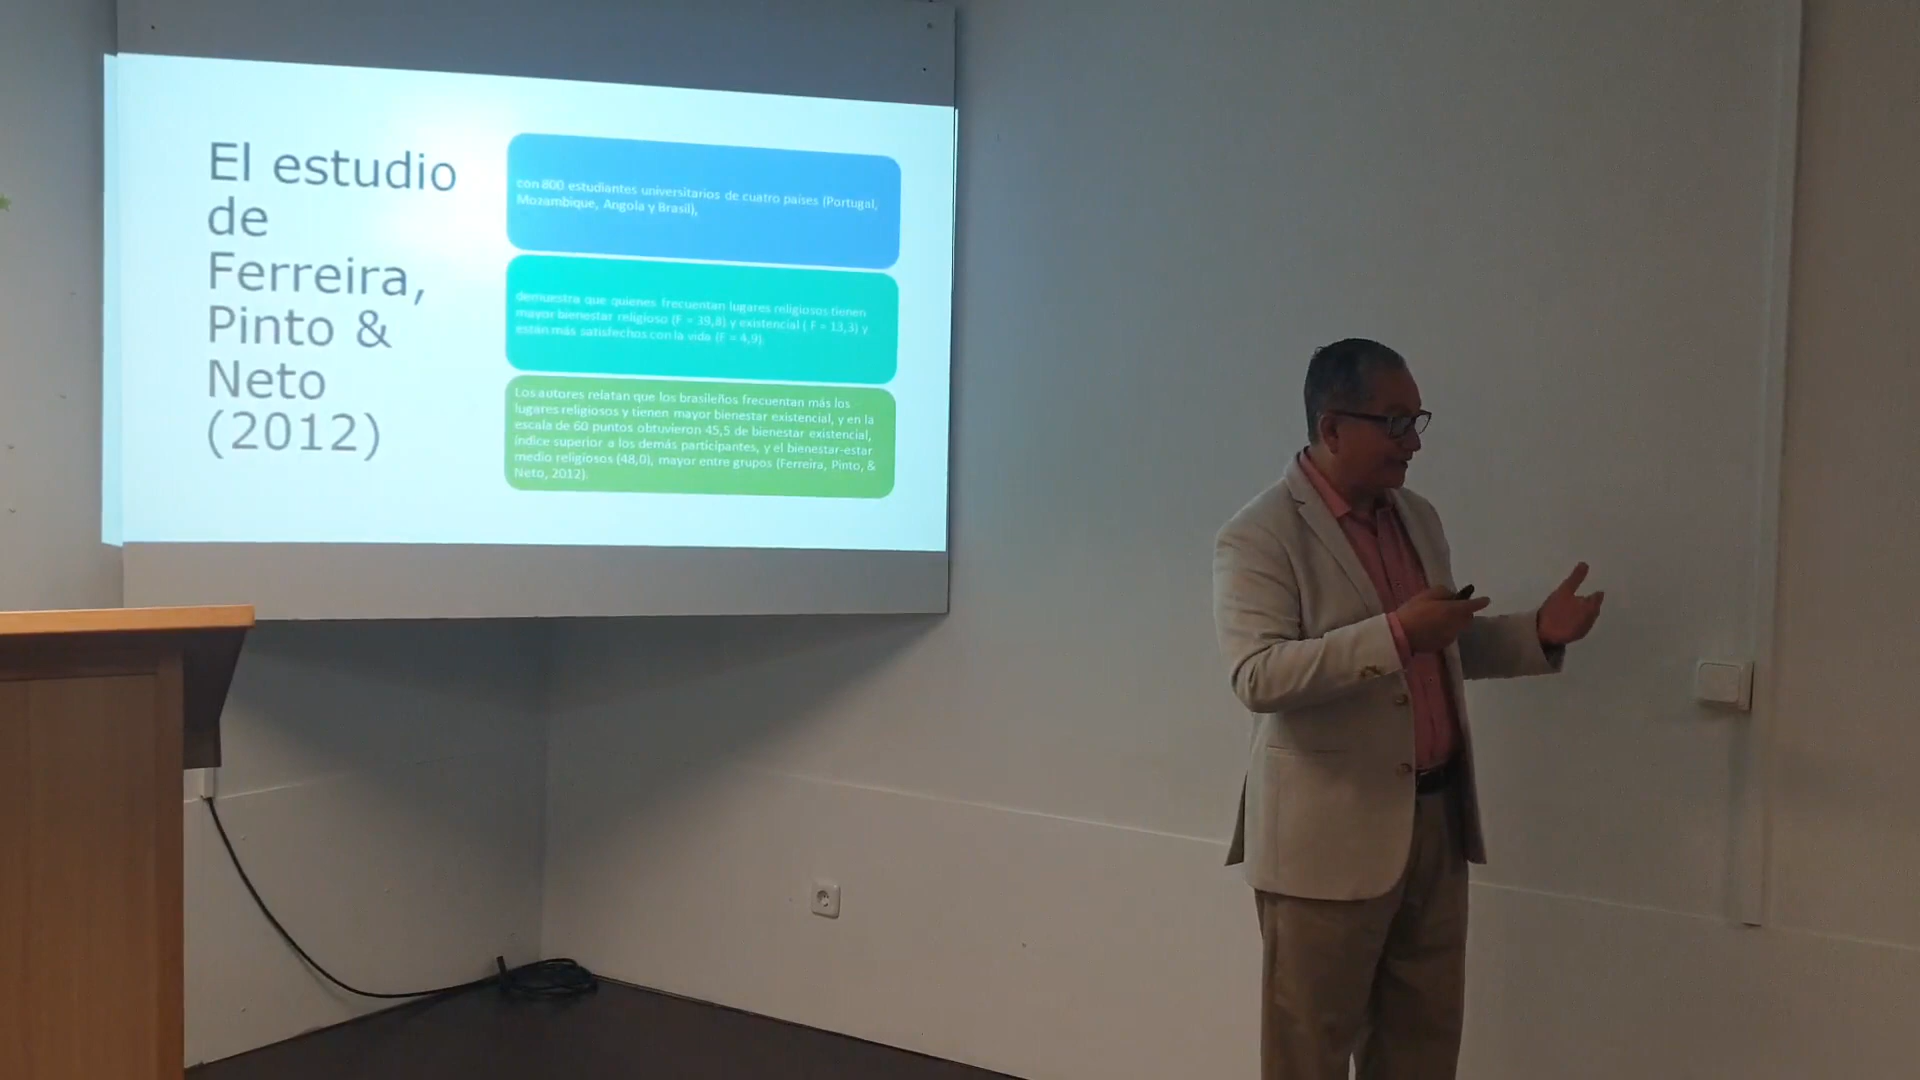 El estudio
de
Ferreira,
Pinto &
Neto
(2012)
con 800 estudiantes universitarios de cuatro países (Portugal,
Mozambique, Angola y Brasil),
demuestra que quienes frecuentan lugares religiosos tienen
mayor bienestar religioso (F = 39,8) y existencial ( F = 13,3) y
están más satisfechos con la vida (F = 4,9).
Los autores relatan que los brasileños frecuentan más los
lugares religiosos y tienen mayor bienestar existencial, y en la
escala de 60 puntos obtuvieron 45,5 de bienestar existencial,
índice superior a los demás participantes, y el bienestar-estar
medio religiosos (48,0), mayor entre grupos (Ferreira, Pinto, &
Neto, 2012).